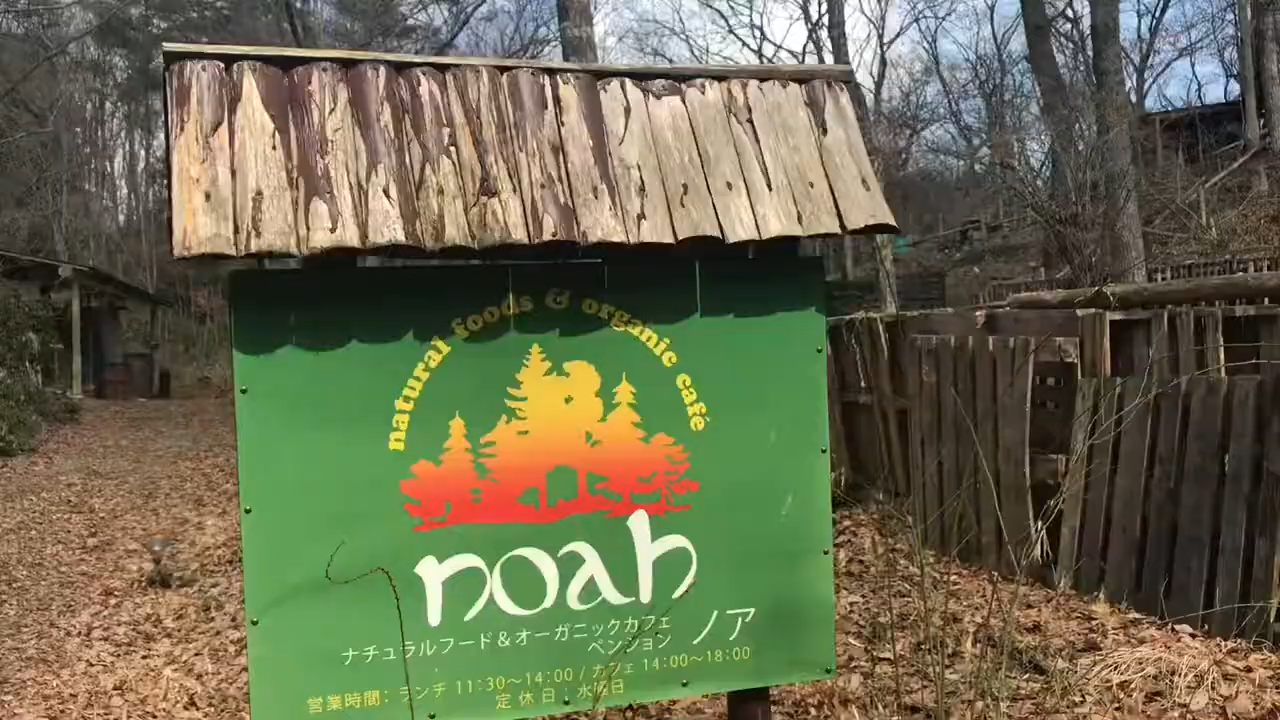 natural foods & organic café
noah
ナチュラルフード＆オーガニックカフェ
ペンション ノア
営業時間：ランチ 11:30〜14:00 / カフェ 14:00〜18:00
定休日：水曜日